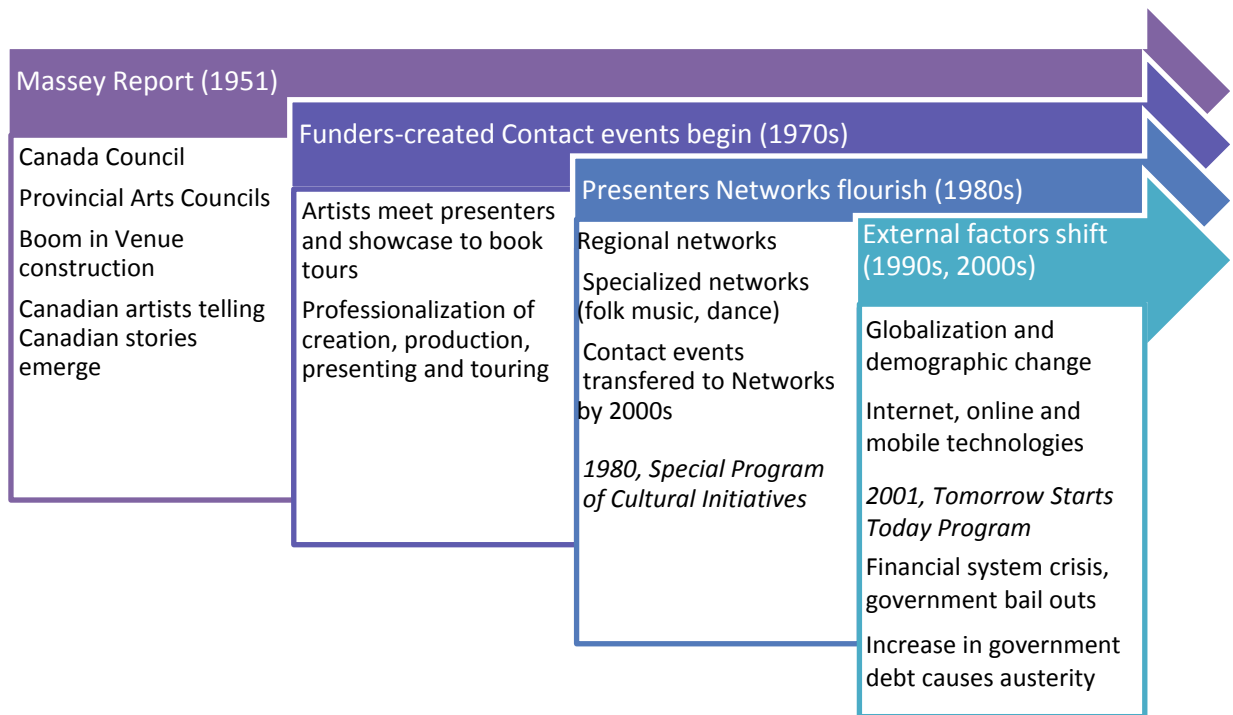 Massey Report (1951)
Canada Council
Provincial Arts Councils
Boom in Venue
construction
Canadian artists telling
Canadian stories
emerge
Funders-created Contact events begin (1970s)
Artists meet presenters
and showcase to book
tours
Professionalization of
creation, production,
presenting and touring
Presenters Networks flourish (1980s)
Regional networks
Specialized networks
(folk music, dance)
Contact events
transfered to Networks
by 2000s
1980, Special Program
of Cultural Initiatives
External factors shift
(1990s, 2000s)
Globalization and
demographic change
Internet, online and
mobile technologies
2001, Tomorrow Starts
Today Program
Financial system crisis,
government bail outs
Increase in government
debt causes austerity